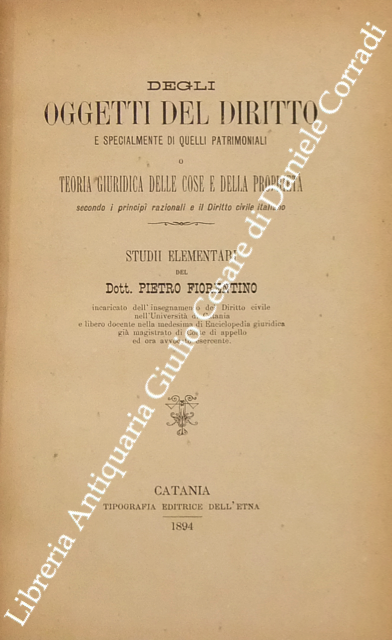 DEGLI
OGGETTI DEL DIRITTO
E SPECIALMENTE DI QUELLI PATRIMONIALI
O
TEORIA GIURIDICA DELLE COSE E DELLA PROPRIETÀ
secondo i principî razionali e il Diritto civile italiano
STUDII ELEMENTARI
DEL
Dott. PIETRO FIORENTINO
incaricato dell'insegnamento del Diritto civile
nell'Università di Catania
e libero docente nella medesima di Enciclopedia giuridica
già magistrato di Corte di appello
ed ora avvocato esercente.
CATANIA
TIPOGRAFIA EDITRICE DELL'ETNA
1894
Libreria Antiquaria Giulio Cesare di Daniele Corradi